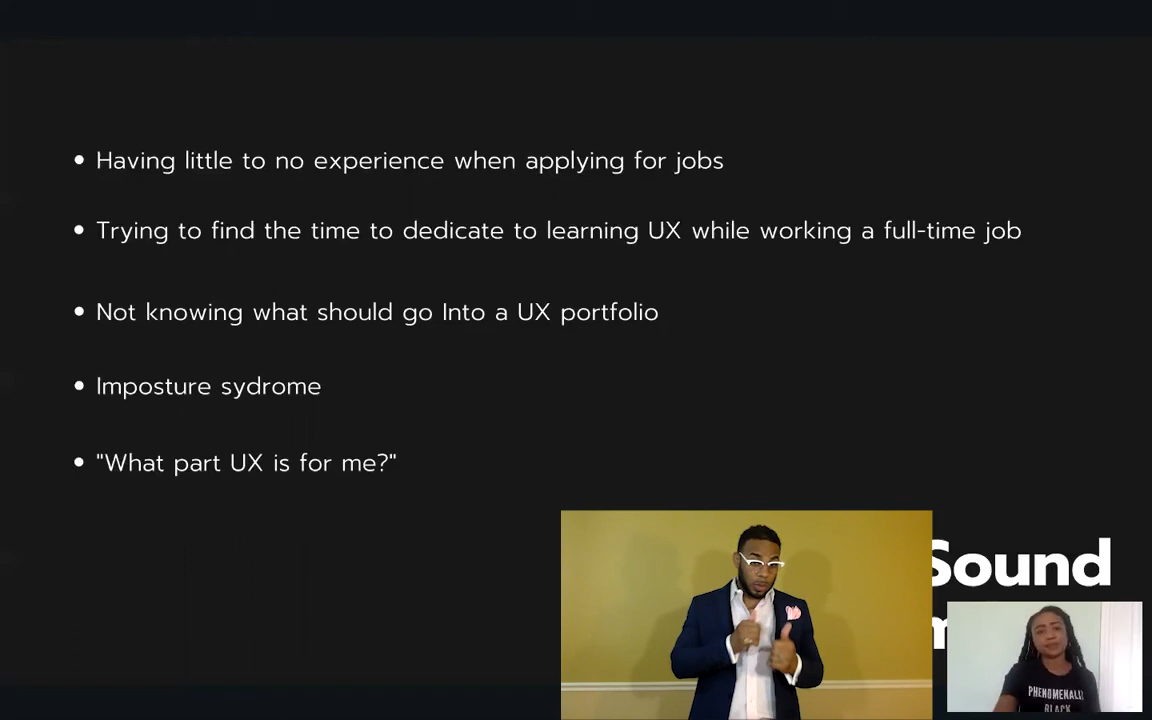 • Having little to no experience when applying for jobs
• Trying to find the time to dedicate to learning UX while working a full-time job
• Not knowing what should go Into a UX portfolio
• Imposture sydrome
• "What part UX is for me?"
Sound
PHENOMENALL
BLACK